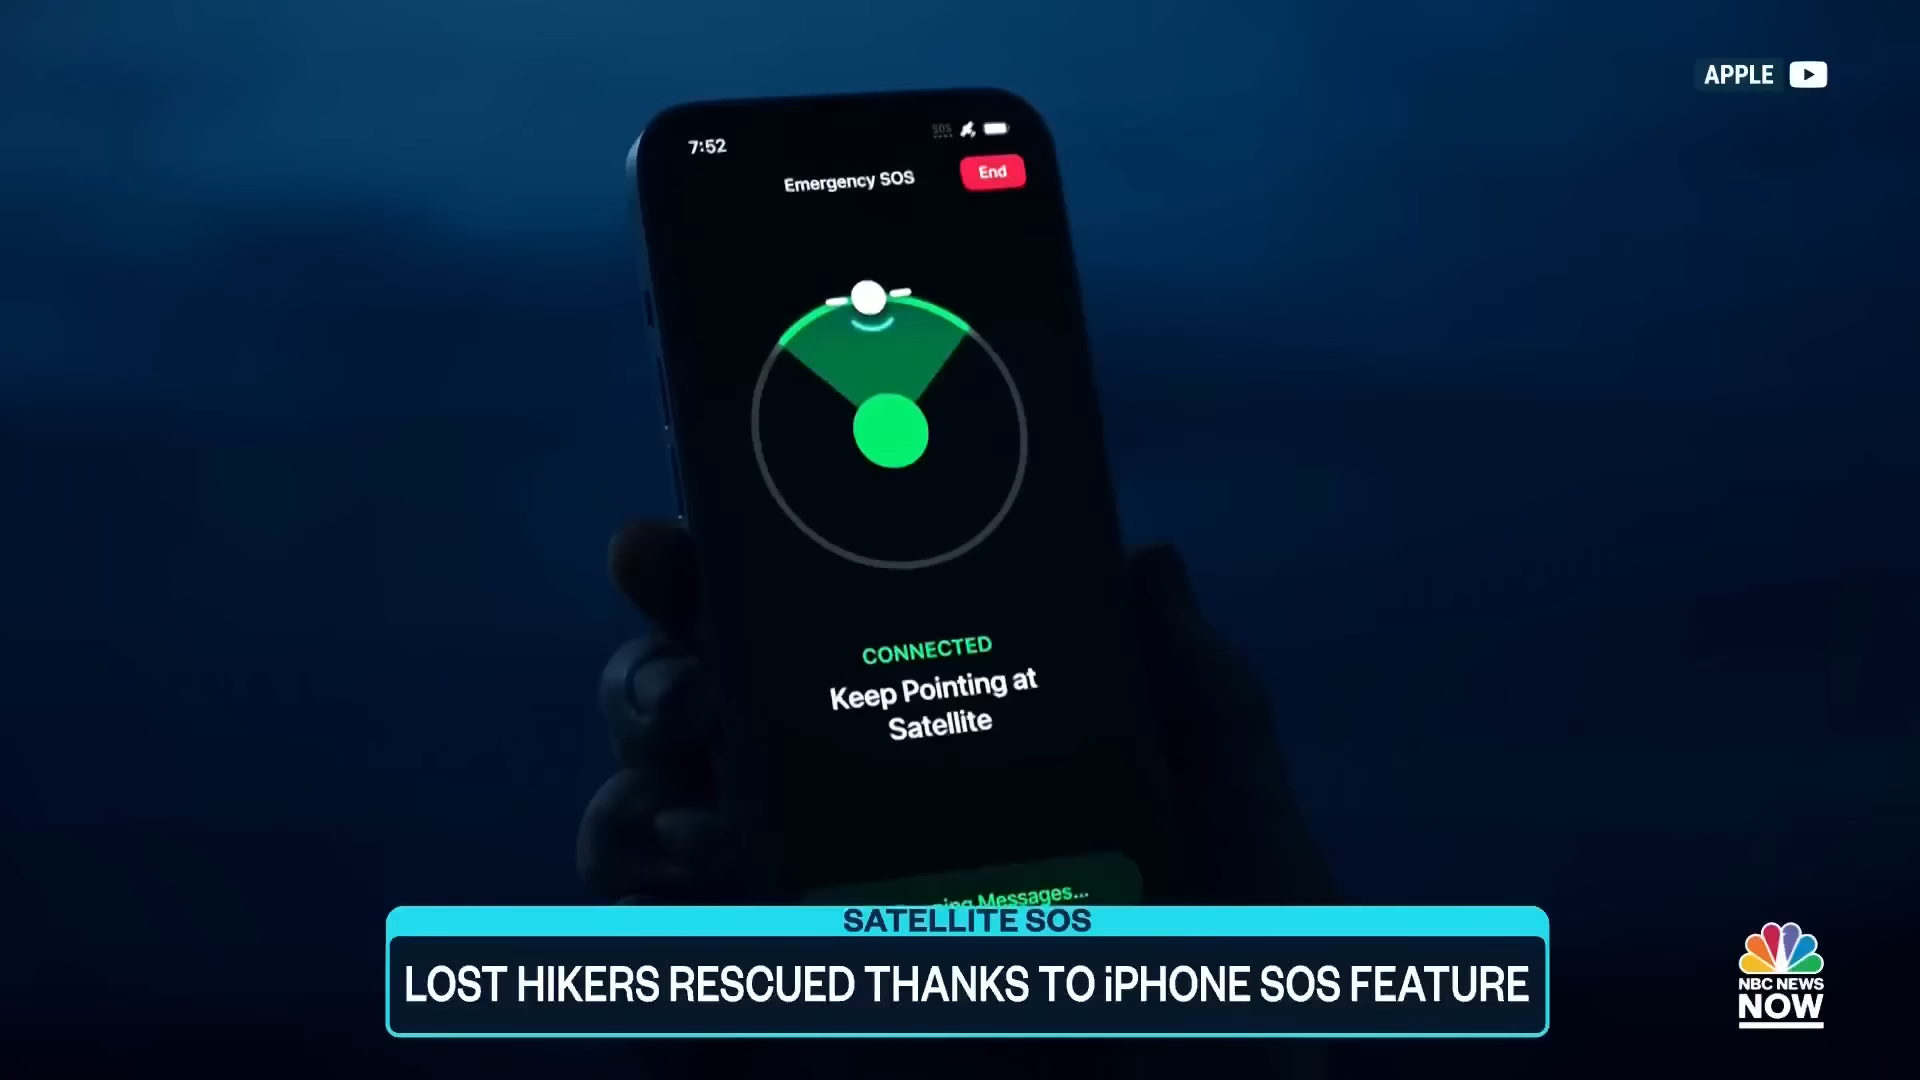 APPLE
7:52
SOS
Emergency SOS
End
CONNECTED
Keep Pointing at
Satellite
Messages...
SATELLITE SOS
LOST HIKERS RESCUED THANKS TO iPHONE SOS FEATURE
NBC NEWS
NOW